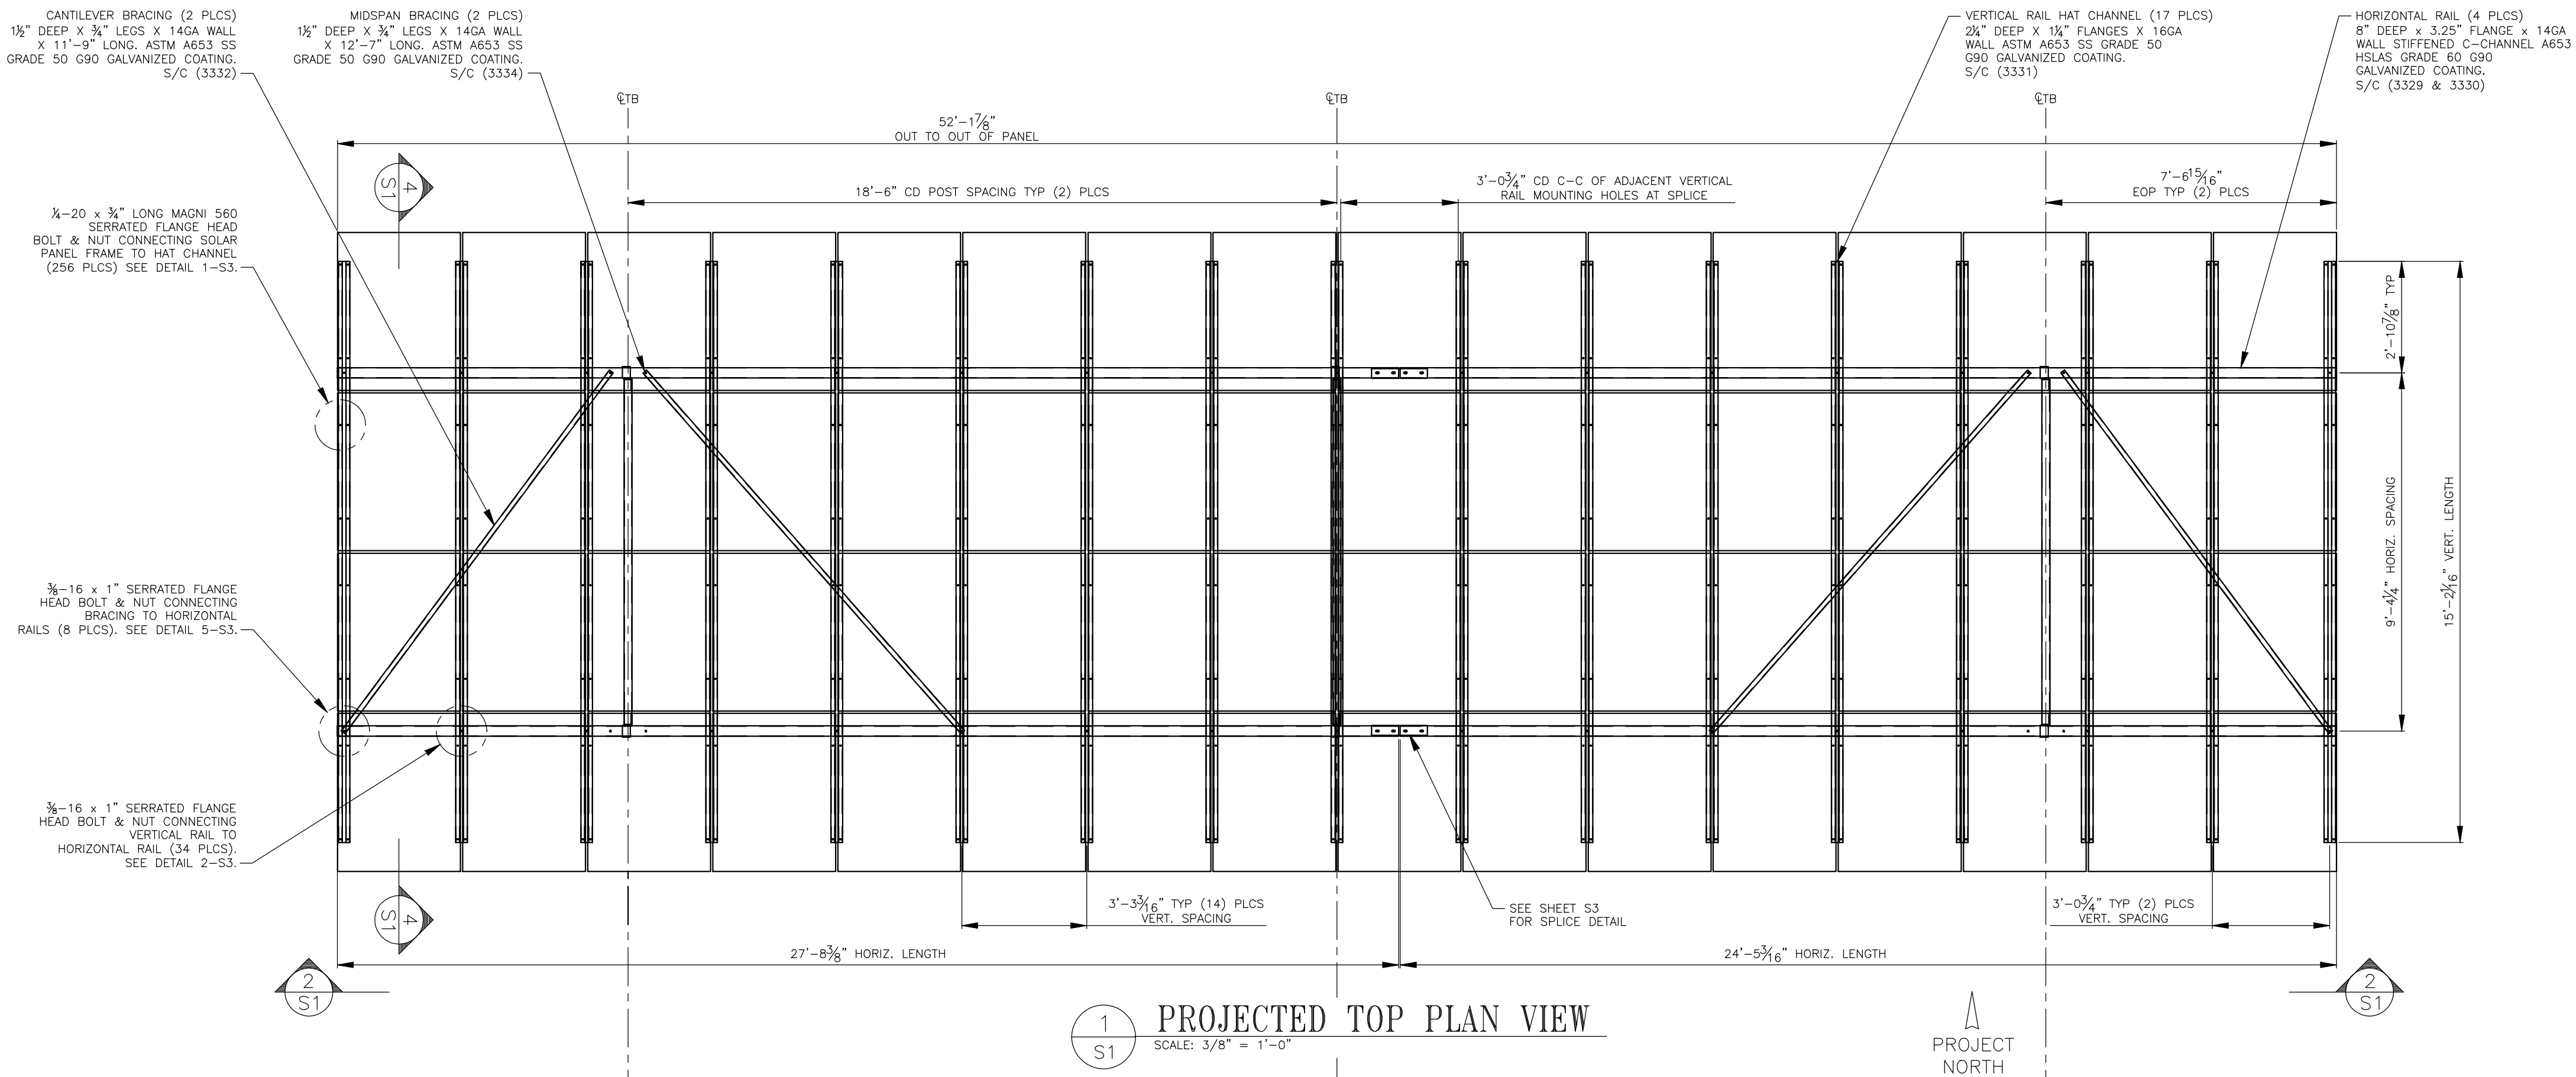 CANTILEVER BRACING (2 PLCS)
1½" DEEP X ¾" LEGS X 14GA WALL
X 11'-9" LONG. ASTM A653 SS
GRADE 50 G90 GALVANIZED COATING.
S/C (3332)
MIDSPAN BRACING (2 PLCS)
1½" DEEP X ¾" LEGS X 14GA WALL
X 12'-7" LONG. ASTM A653 SS
GRADE 50 G90 GALVANIZED COATING.
S/C (3334)
VERTICAL RAIL HAT CHANNEL (17 PLCS)
2¼" DEEP X 1¼" FLANGES X 16GA
WALL ASTM A653 SS GRADE 50
G90 GALVANIZED COATING.
S/C (3331)
HORIZONTAL RAIL (4 PLCS)
8" DEEP x 3.25" FLANGE x 14GA
WALL STIFFENED C-CHANNEL A653
HSLAS GRADE 60 G90
GALVANIZED COATING.
S/C (3329 & 3330)
℄TB
℄TB
℄TB
52'-1⅞"
OUT TO OUT OF PANEL
4
S1
18'-6" CD POST SPACING TYP (2) PLCS
3'-0¾" CD C-C OF ADJACENT VERTICAL
RAIL MOUNTING HOLES AT SPLICE
7'-6 15/16"
EOP TYP (2) PLCS
¼-20 x ¾" LONG MAGNI 560
SERRATED FLANGE HEAD
BOLT & NUT CONNECTING SOLAR
PANEL FRAME TO HAT CHANNEL
(256 PLCS) SEE DETAIL 1-S3.
2'-10⅞" TYP
9'-4¼" HORIZ. SPACING
15'-2 1/16" VERT. LENGTH
⅜-16 x 1" SERRATED FLANGE
HEAD BOLT & NUT CONNECTING
BRACING TO HORIZONTAL
RAILS (8 PLCS). SEE DETAIL 5-S3.
⅜-16 x 1" SERRATED FLANGE
HEAD BOLT & NUT CONNECTING
VERTICAL RAIL TO
HORIZONTAL RAIL (34 PLCS).
SEE DETAIL 2-S3.
4
S1
3'-3 3/16" TYP (14) PLCS
VERT. SPACING
SEE SHEET S3
FOR SPLICE DETAIL
3'-0¾" TYP (2) PLCS
VERT. SPACING
27'-8⅜" HORIZ. LENGTH
24'-5 3/16" HORIZ. LENGTH
2
S1
2
S1
1
S1
PROJECTED TOP PLAN VIEW
SCALE: 3/8" = 1'-0"
PROJECT
NORTH